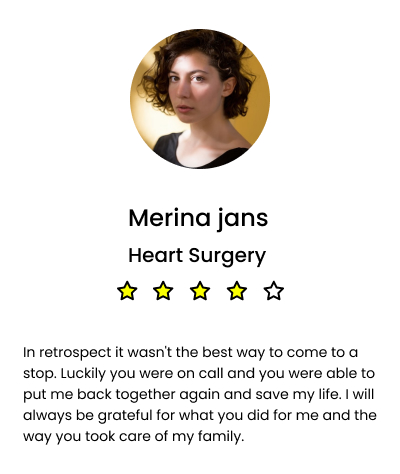 Merina jans
Heart Surgery
In retrospect it wasn't the best way to come to a
stop. Luckily you were on call and you were able to
put me back together again and save my life. I will
always be grateful for what you did for me and the
way you took care of my family.